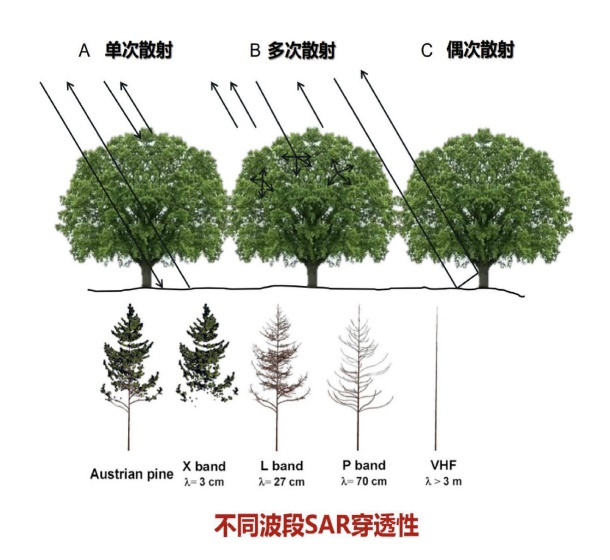 A 单次散射 B 多次散射 C 偶次散射
Austrian pine X band L band P band VHF
λ= 3 cm λ= 27 cm λ= 70 cm λ > 3 m
不同波段SAR穿透性